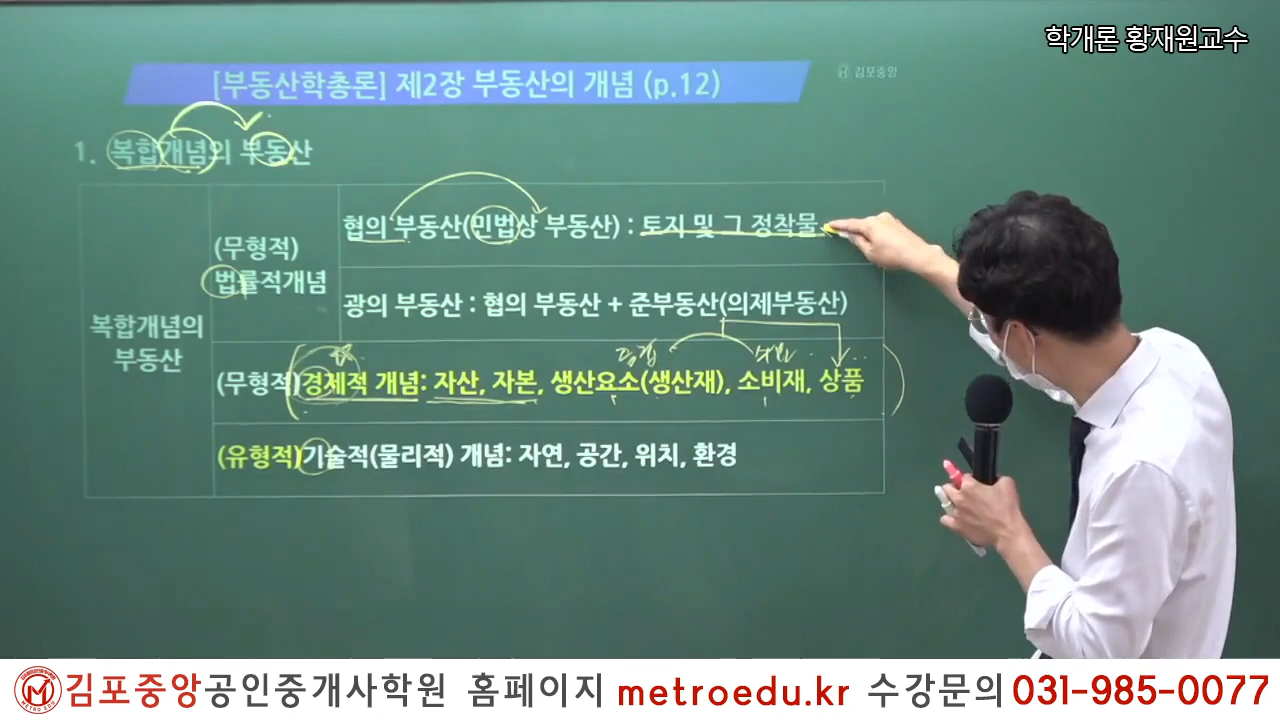 학개론 황재원교수
[부동산학총론] 제2장 부동산의 개념 (p.12)
김포중앙
1. 복합개념의 부동산
복합개념의
부동산
(무형적)
법률적개념
협의 부동산(민법상 부동산) : 토지 및 그 정착물
광의 부동산 : 협의 부동산 + 준부동산(의제부동산)
(무형적)경제적 개념: 자산, 자본, 생산요소(생산재), 소비재, 상품
(유형적)기술적(물리적) 개념: 자연, 공간, 위치, 환경
METRO EDU
김포중앙공인중개사학원 홈페이지 metroedu.kr 수강문의 031-985-0077